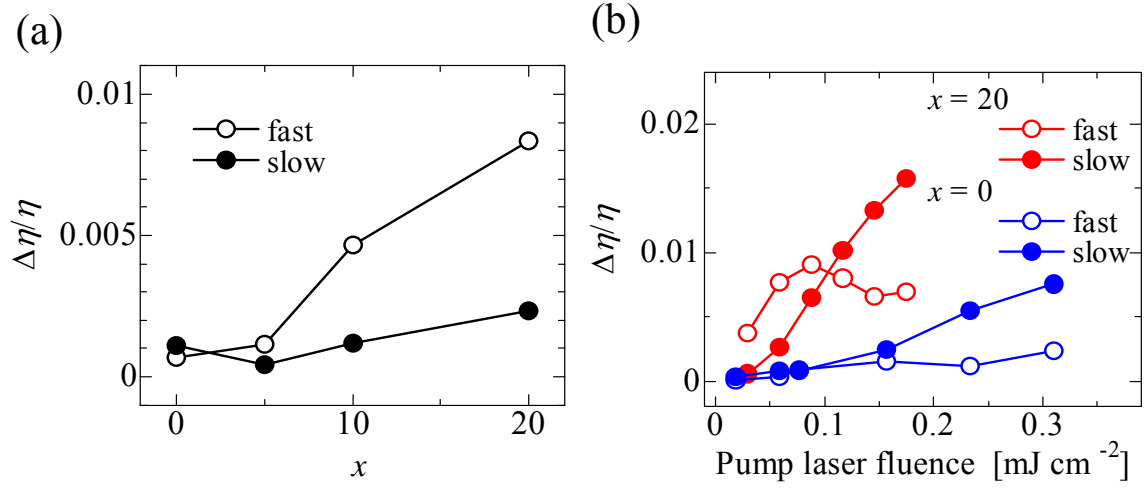 (a)
0.01
0.005
0
Δη/η
fast
slow
0
10
20
x
(b)
0.02
0.01
0
Δη/η
x = 20
fast
slow
x = 0
fast
slow
0
0.1
0.2
0.3
Pump laser fluence [mJ cm -2]